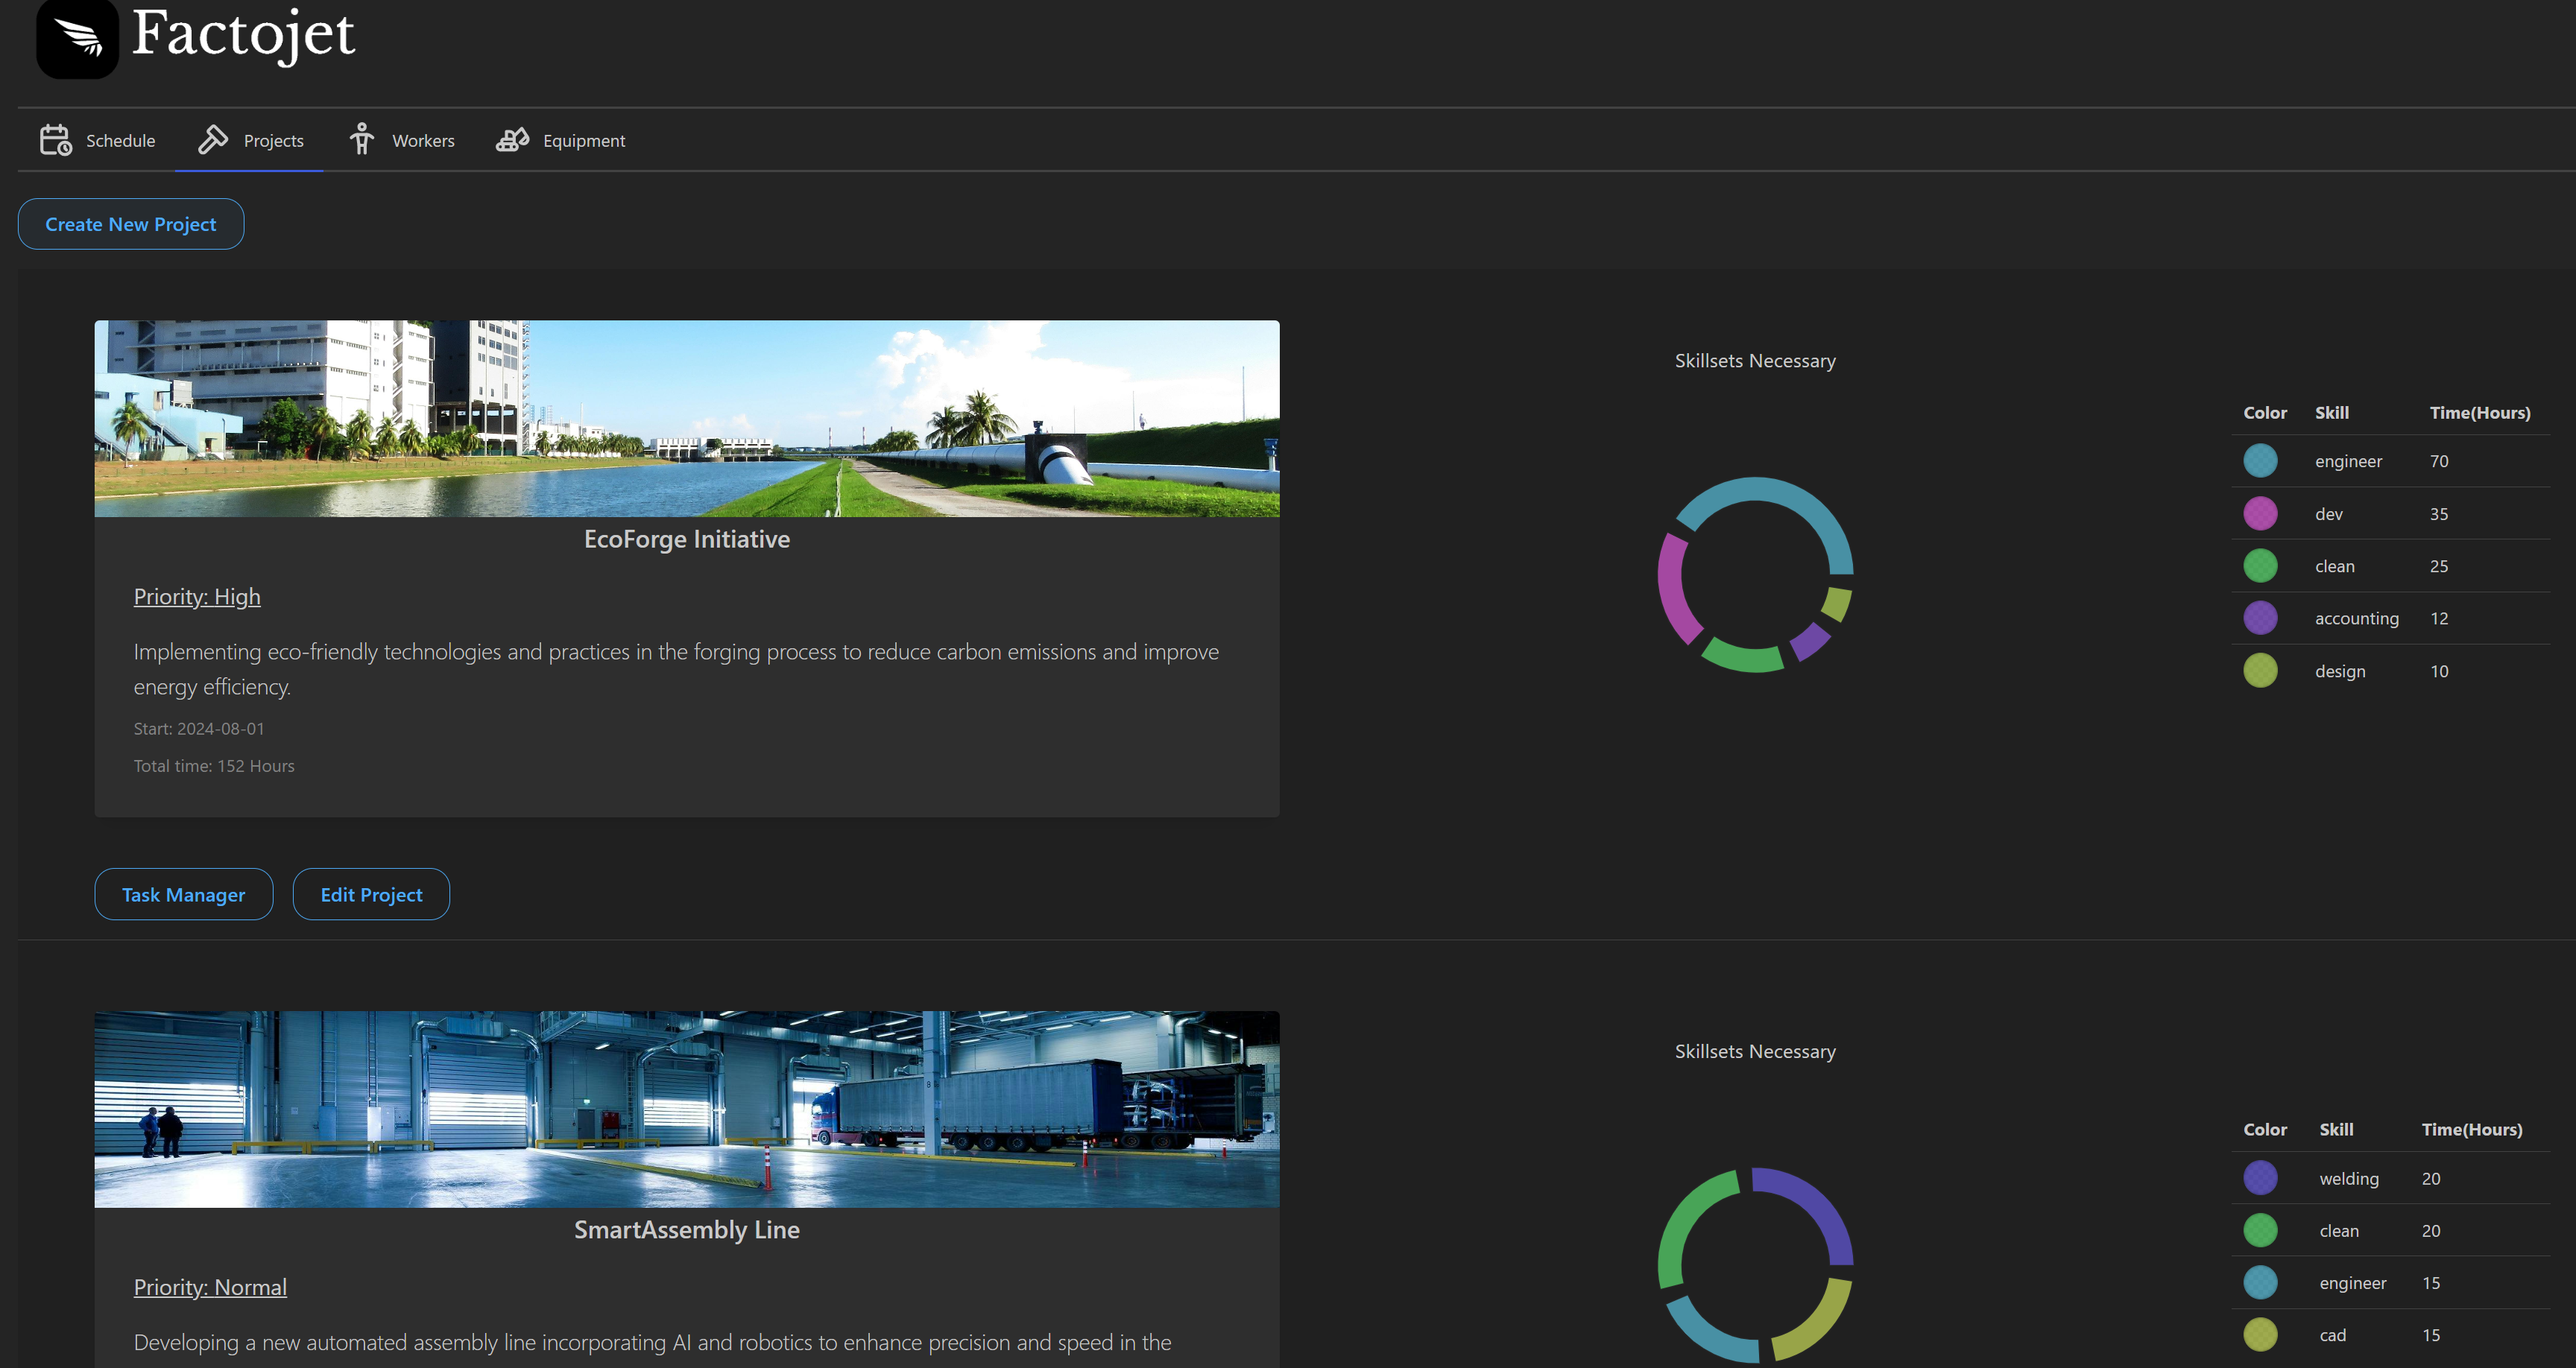 Factojet
Schedule Projects Workers Equipment
Create New Project
EcoForge Initiative
Priority: High
Implementing eco-friendly technologies and practices in the forging process to reduce carbon emissions and improve
energy efficiency.
Start: 2024-08-01
Total time: 152 Hours
Skillsets Necessary
Color Skill Time(Hours)
engineer 70
dev 35
clean 25
accounting 12
design 10
Task Manager Edit Project
SmartAssembly Line
Priority: Normal
Developing a new automated assembly line incorporating AI and robotics to enhance precision and speed in the
Skillsets Necessary
Color Skill Time(Hours)
welding 20
clean 20
engineer 15
cad 15